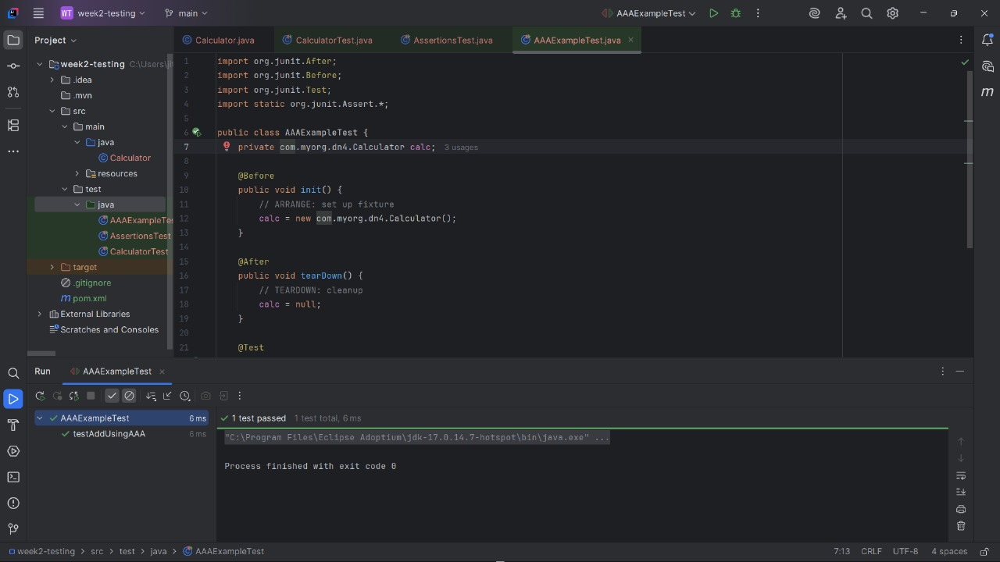 WT week2-testing main AAAExampleTest
Project
Calculator.java CalculatorTest.java AssertionsTest.java AAAExampleTest.java
week2-testing C:\Users\
.idea
.mvn
src
main
java
Calculator
resources
test
java
AAAExampleTes
AssertionsTest
CalculatorTest
target
.gitignore
pom.xml
External Libraries
Scratches and Consoles
1 import org.junit.After;
2 import org.junit.Before;
3 import org.junit.Test;
4 import static org.junit.Assert.*;
5
6 public class AAAExampleTest {
7 private com.myorg.dn4.Calculator calc; 3 usages
8
9 @Before
10 public void init() {
11 // ARRANGE: set up fixture
12 calc = new com.myorg.dn4.Calculator();
13 }
14
15 @After
16 public void tearDown() {
17 // TEARDOWN: cleanup
18 calc = null;
19 }
20
21 @Test
m
Run AAAExampleTest
AAAExampleTest 6 ms
testAddUsingAAA 6 ms
1 test passed 1 test total, 6 ms
"C:\Program Files\Eclipse Adoptium\jdk-17.0.14.7-hotspot\bin\java.exe" ...
Process finished with exit code 0
week2-testing > src > test > java > AAAExampleTest 7:13 CRLF UTF-8 4 spaces